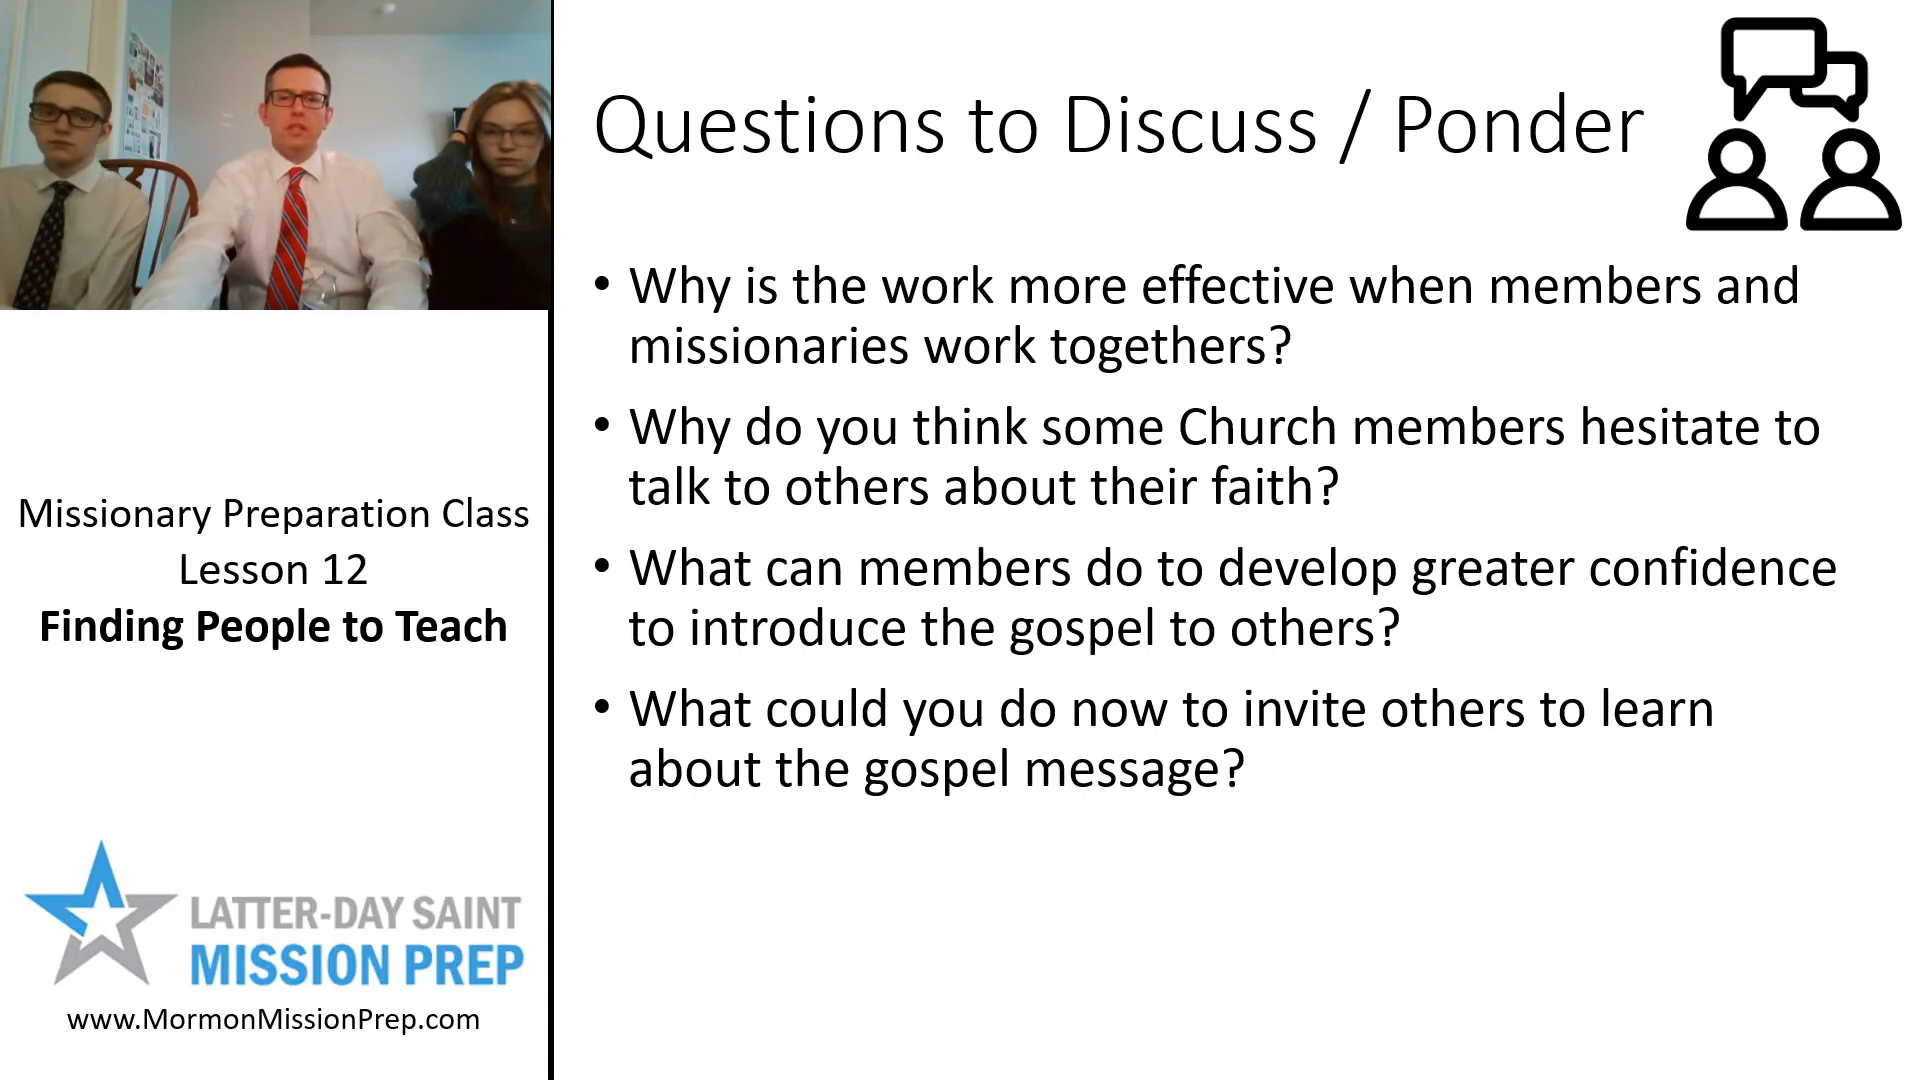 Missionary Preparation Class
Lesson 12
Finding People to Teach
LATTER-DAY SAINT
MISSION PREP
www.MormonMissionPrep.com
Questions to Discuss / Ponder
• Why is the work more effective when members and
missionaries work togethers?
• Why do you think some Church members hesitate to
talk to others about their faith?
• What can members do to develop greater confidence
to introduce the gospel to others?
• What could you do now to invite others to learn
about the gospel message?